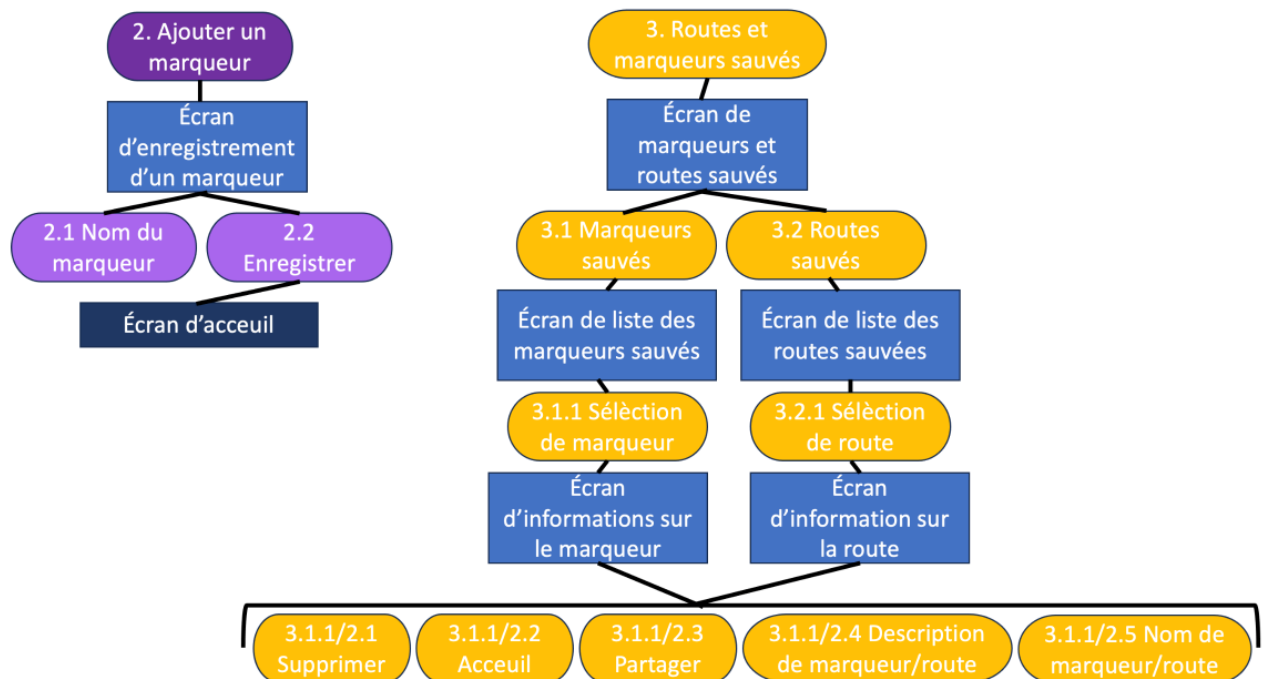 2. Ajouter un
marqueur
Écran
d’enregistrement
d’un marqueur
2.1 Nom du
marqueur
2.2
Enregistrer
Écran d’acceuil
3. Routes et
marqueurs sauvés
Écran de
marqueurs et
routes sauvés
3.1 Marqueurs
sauvés
3.2 Routes
sauvés
Écran de liste des
marqueurs sauvés
Écran de liste des
routes sauvées
3.1.1 Sélèction
de marqueur
3.2.1 Sélèction
de route
Écran
d’informations sur
le marqueur
Écran
d’information sur
la route
3.1.1/2.1
Supprimer
3.1.1/2.2
Acceuil
3.1.1/2.3
Partager
3.1.1/2.4 Description
de marqueur/route
3.1.1/2.5 Nom de
marqueur/route